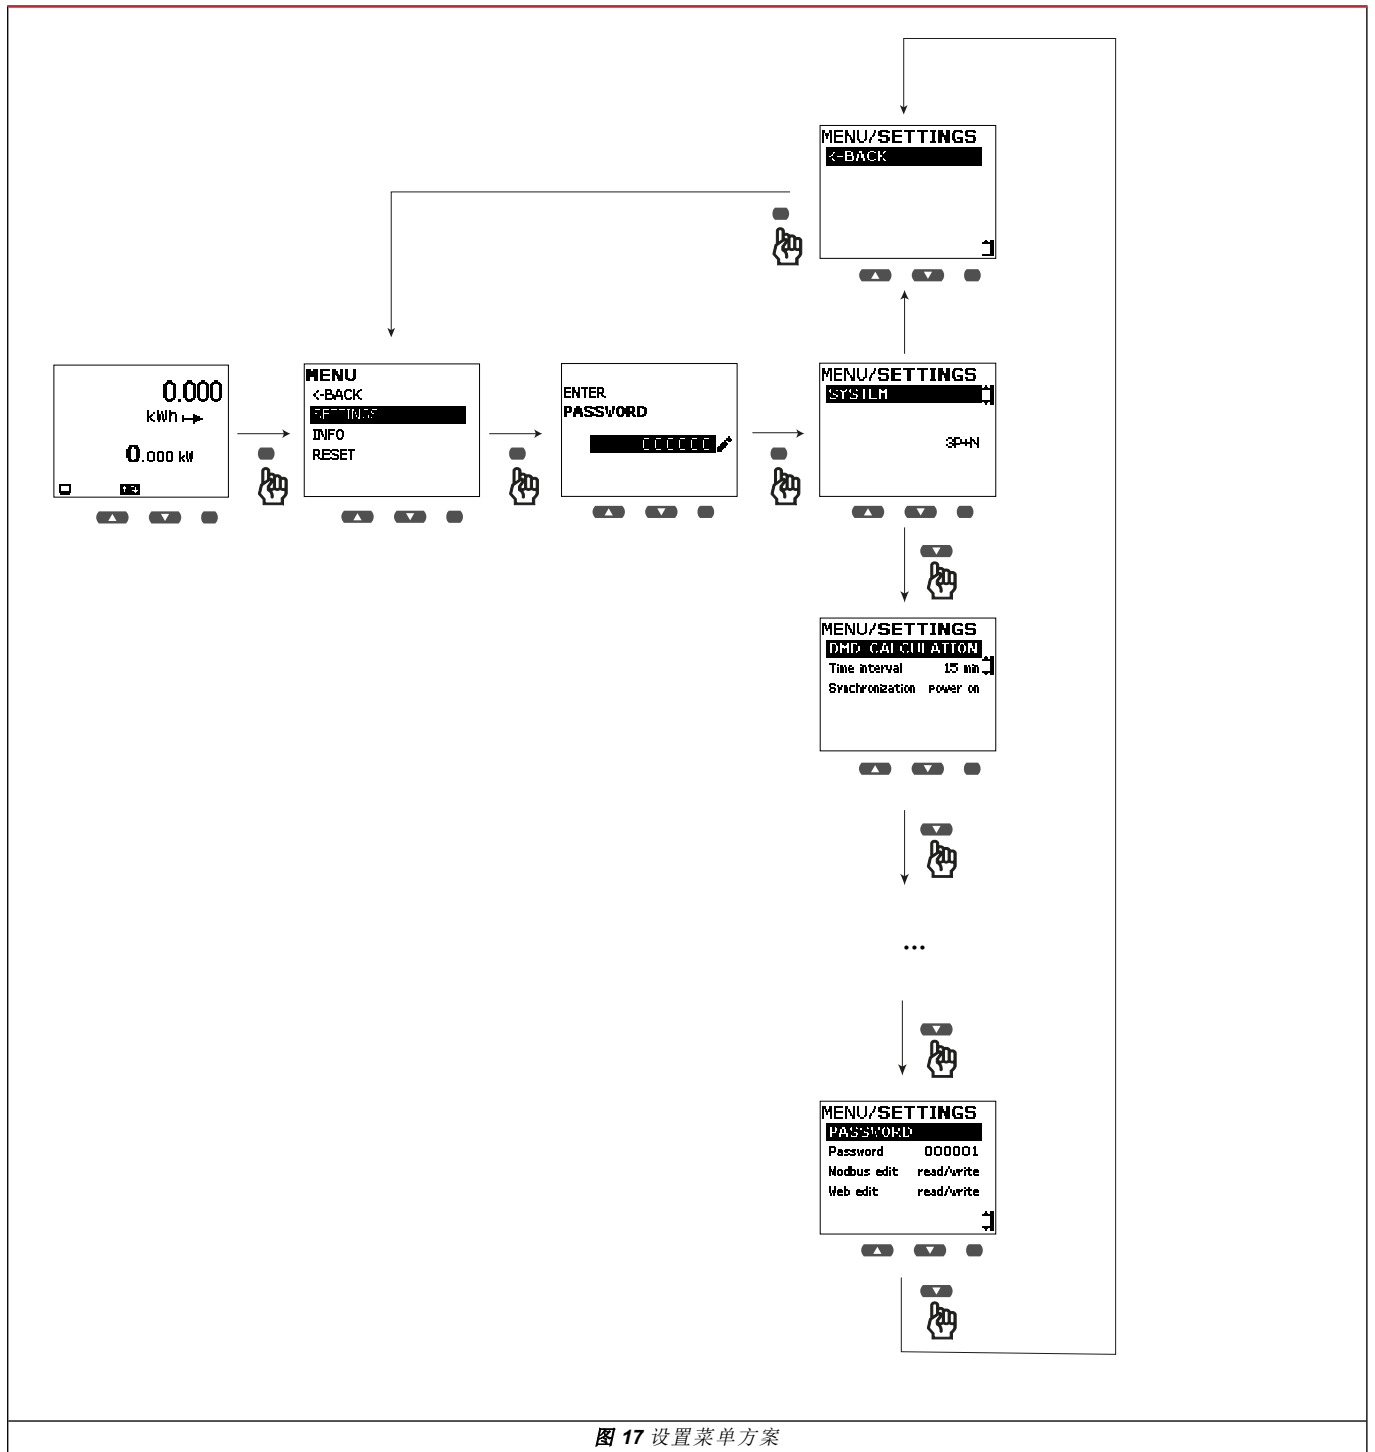 MENU/SETTINGS
<-BACK
0.000
kWh
0.000 kW
MENU
<-BACK
SETTINGS
INFO
RESET
ENTER
PASSWORD
MENU/SETTINGS
SYSTEM
3P+N
MENU/SETTINGS
DMD CALCULATION
Time interval 15 min
Synchronization power on
...
MENU/SETTINGS
PASSWORD
Password 000001
Modbus edit read/write
Web edit read/write
图 17 设置菜单方案